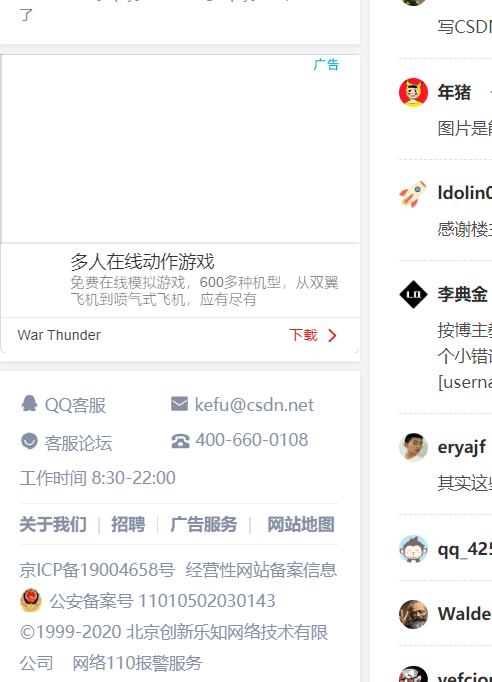 了
广告
多人在线动作游戏
免费在线模拟游戏，600多种机型，从双翼
飞机到喷气式飞机，应有尽有
War Thunder
下载
QQ客服
kefu@csdn.net
客服论坛
400-660-0108
工作时间 8:30-22:00
关于我们
招聘
广告服务
网站地图
京ICP备19004658号 经营性网站备案信息
公安备案号 11010502030143
©1999-2020 北京创新乐知网络技术有限
公司 网络110报警服务
写CSDN
年猪
图片是
ldolin
感谢楼
李典金
LD
按博主
个小错
[userna
eryajf
其实这
qq_425
Walde
yefciou